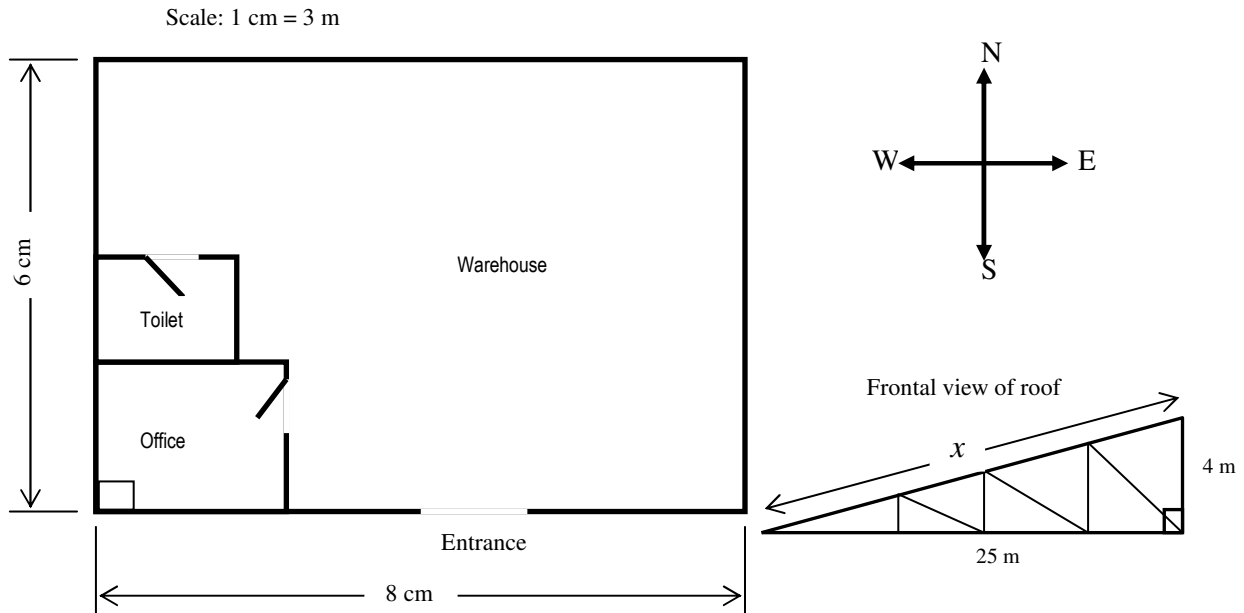 Scale: 1 cm = 3 m
N
W
E
S
6 cm
Warehouse
Toilet
Office
Entrance
8 cm
Frontal view of roof
x
4 m
25 m